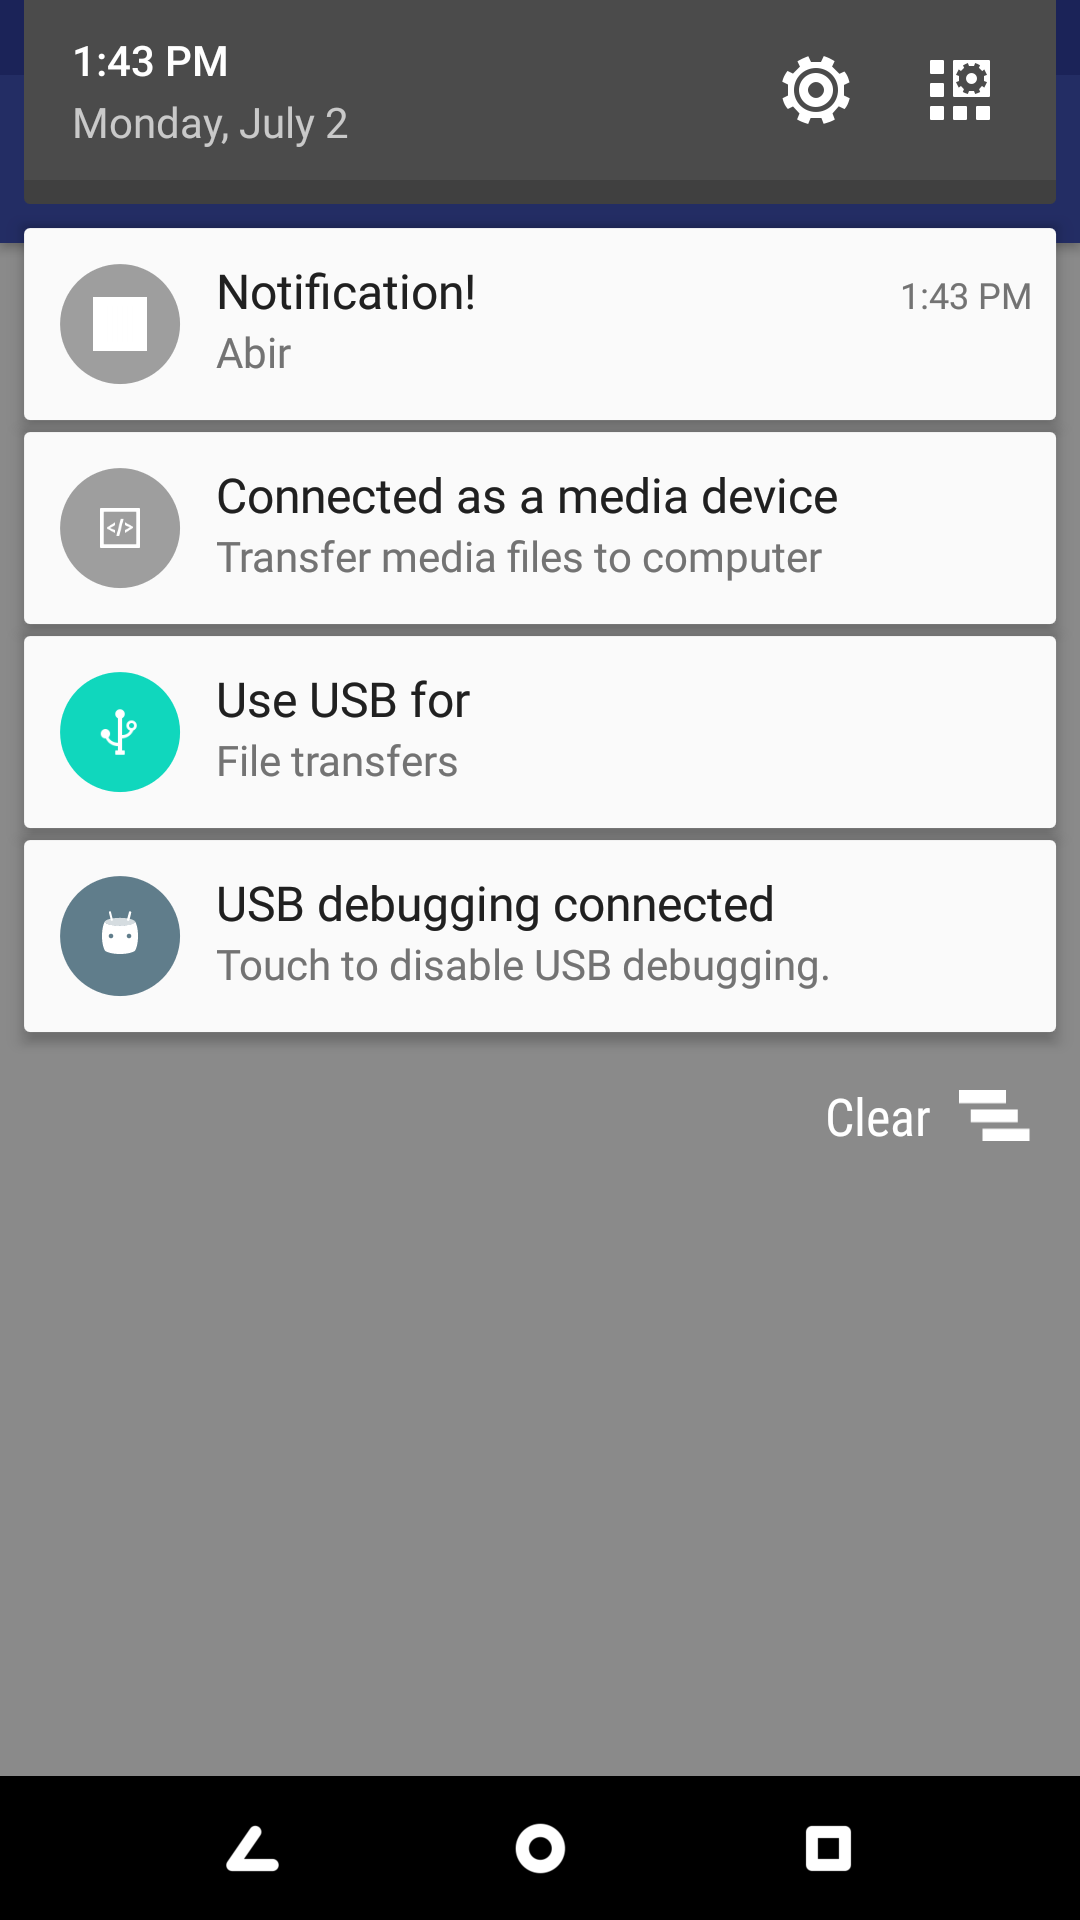 1:43 PM
Monday, July 2
Notification!
1:43 PM
Abir
Connected as a media device
Transfer media files to computer
Use USB for
File transfers
USB debugging connected
Touch to disable USB debugging.
Clear